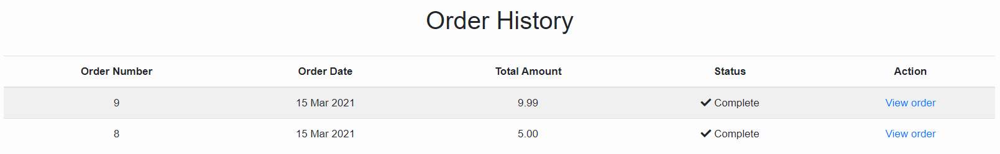 Order History
Order Number Order Date Total Amount Status Action
9 15 Mar 2021 9.99 Complete View order
8 15 Mar 2021 5.00 Complete View order